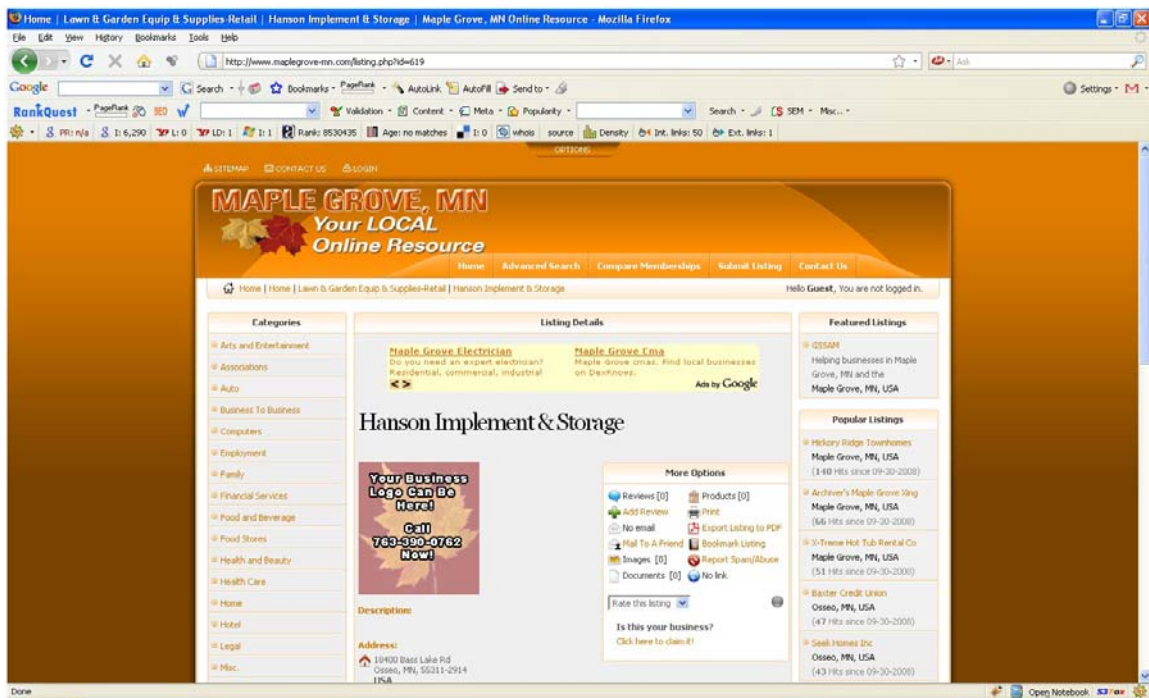 Home | Lawn & Garden Equip & Supplies-Retail | Hanson Implement & Storage | Maple Grove, MN Online Resource - Mozilla Firefox
File Edit View History Bookmarks Tools Help
http://www.maplegrove-mn.com/listing.php?id=619
Ask
Google Search Bookmarks PageRank AutoLink AutoFill Send to Settings
RankQuest PageRank SEO Validation Content Meta Popularity Search SEM Misc...
PR: n/a I: 6,290 L: 0 LD: 1 I: 1 Rank: 8530435 Age: no matches I: 0 whois source Density Int. links: 50 Ext. links: 1
OPTIONS
SITEMAP CONTACT US LOGIN
MAPLE GROVE, MN
Your LOCAL
Online Resource
Home Advanced Search Compare Memberships Submit Listing Contact Us
Home | Home | Lawn & Garden Equip & Supplies-Retail | Hanson Implement & Storage
Hello Guest, You are not logged in.
Categories
Arts and Entertainment
Associations
Auto
Business To Business
Computers
Employment
Family
Financial Services
Food and Beverage
Food Stores
Health and Beauty
Health Care
Home
Hotel
Legal
Misc.
Listing Details
Maple Grove Electrician
Do you need an expert electrician?
Residential, commercial, industrial
Maple Grove Cma
Maple Grove cmas. Find local businesses
on DexKnows.
Ads by Google
Hanson Implement & Storage
Your Business
Logo Can Be
Here!
Call
763-390-0762
Now!
More Options
Reviews [0] Products [0]
Add Review Print
No email Export Listing to PDF
Mail To A Friend Bookmark Listing
Images [0] Report Spam/Abuse
Documents [0] No link
Rate this listing
Is this your business?
Click here to claim it!
Description:
Address:
18400 Bass Lake Rd
Osseo, MN, 55311-2914
USA
Featured Listings
GSSAM
Helping businesses in Maple
Grove, MN and the
Maple Grove, MN, USA
Popular Listings
Hickory Ridge Townhomes
Maple Grove, MN, USA
(140 Hits since 09-30-2008)
Archiver's Maple Grove Xing
Maple Grove, MN, USA
(66 Hits since 09-30-2008)
X-Treme Hot Tub Rental Co
Maple Grove, MN, USA
(51 Hits since 09-30-2008)
Baxter Credit Union
Osseo, MN, USA
(47 Hits since 09-30-2008)
Seek Homes Inc
Osseo, MN, USA
(43 Hits since 09-30-2008)
Done
Open Notebook